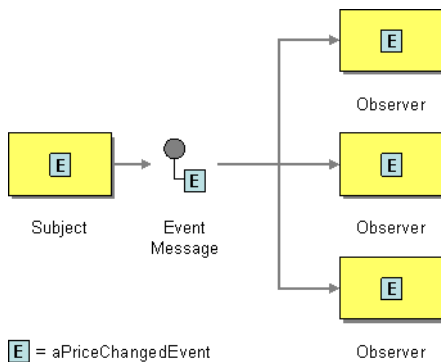 E
Observer
E
E
E
E
Subject
Event
Message
Observer
E
E = aPriceChangedEvent
Observer